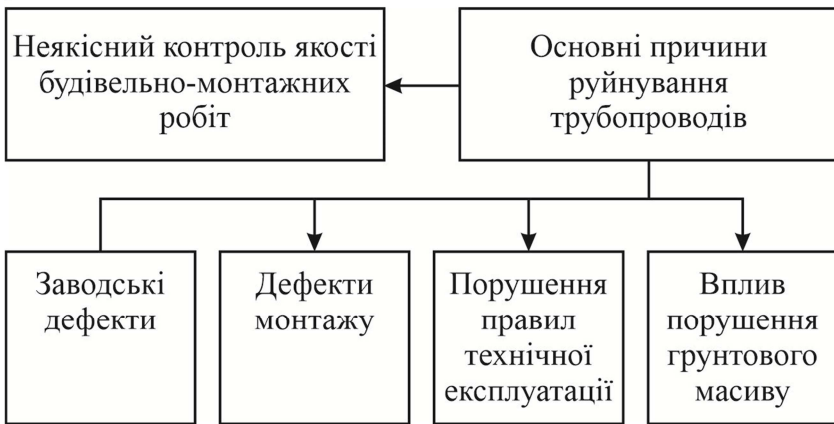 Неякісний контроль якості
будівельно-монтажних
робіт
Основні причини
руйнування
трубопроводів
Заводські
дефекти
Дефекти
монтажу
Порушення
правил
технічної
експлуатації
Вплив
порушення
грунтового
масиву